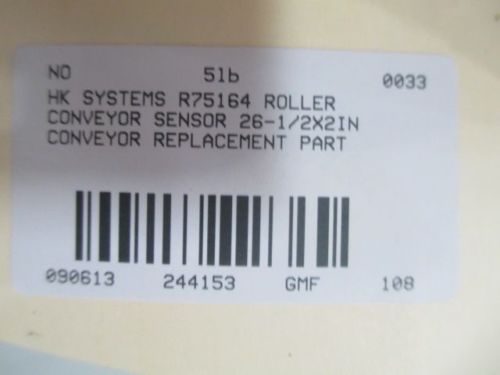 NO 5lb 0033
HK SYSTEMS R75164 ROLLER
CONVEYOR SENSOR 26-1/2X2IN
CONVEYOR REPLACEMENT PART
090613 244153 GMF 108